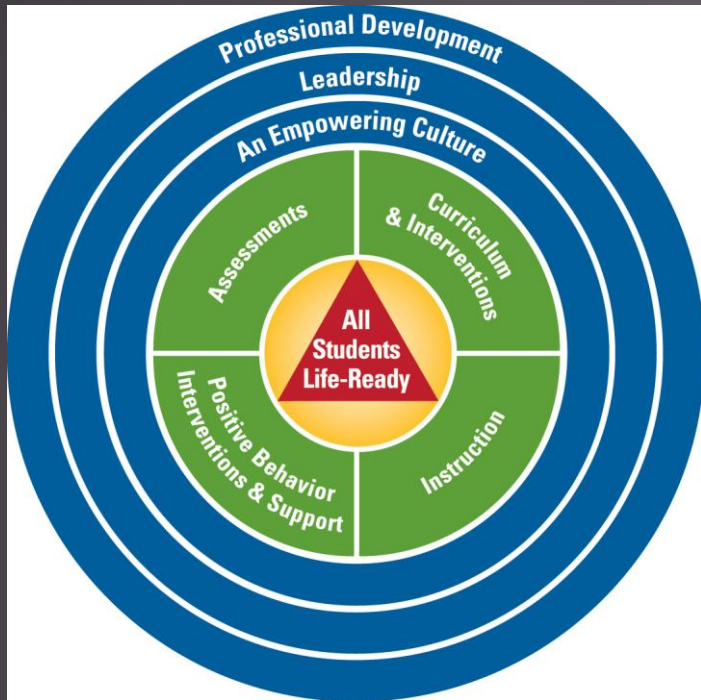 Professional Development
Leadership
An Empowering Culture
Assessments
Curriculum
& Interventions
All
Students
Life-Ready
Positive Behavior
Interventions & Support
Instruction